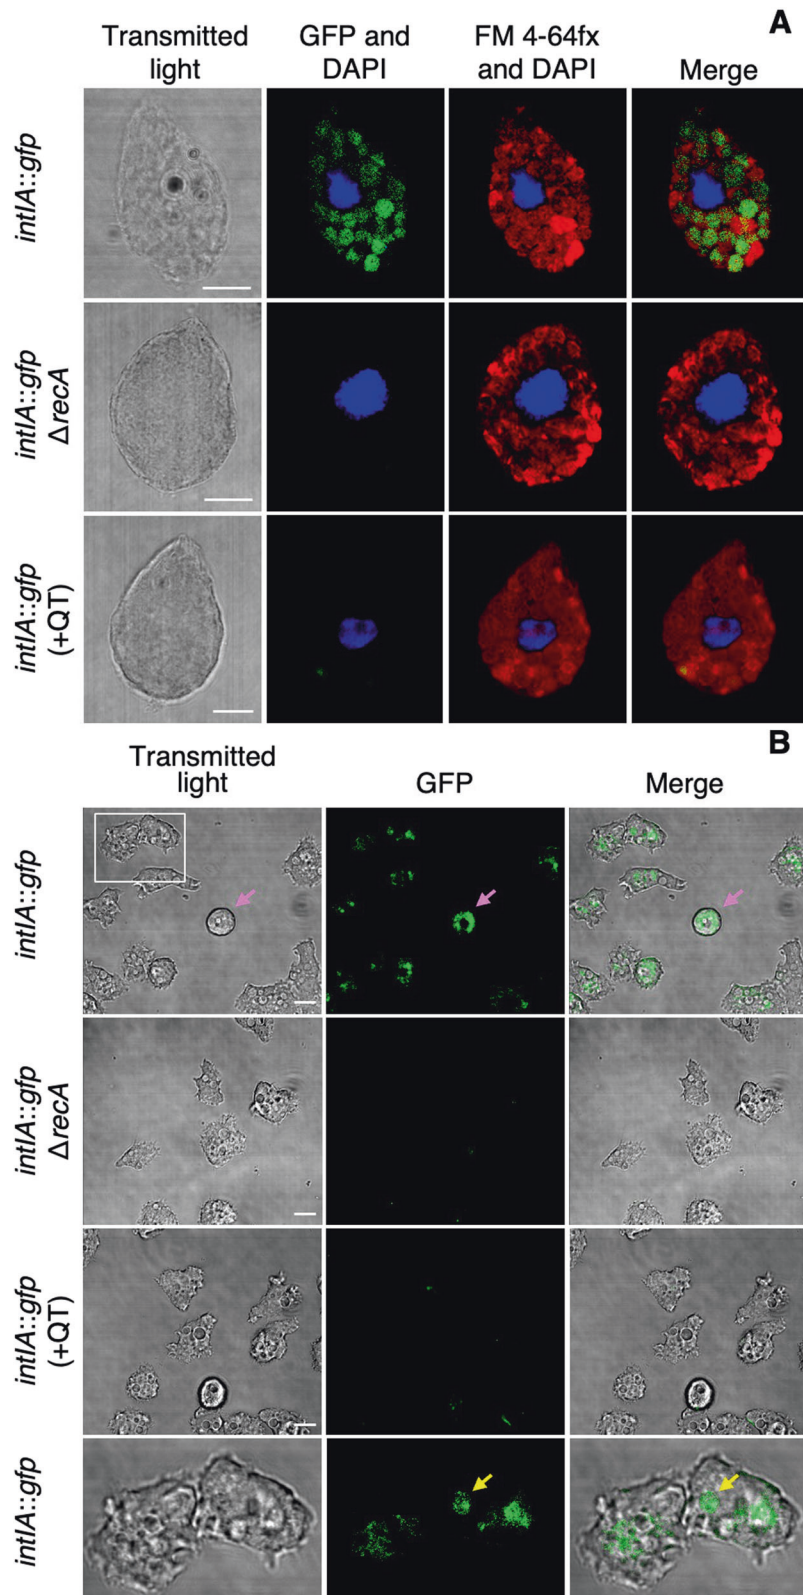 A
Transmitted
light
GFP and
DAPI
FM 4-64fx
and DAPI
Merge
intIA::gfp
intIA::gfp
ΔrecA
intIA::gfp
(+QT)
B
Transmitted
light
GFP
Merge
intIA::gfp
intIA::gfp
ΔrecA
intIA::gfp
(+QT)
intIA::gfp